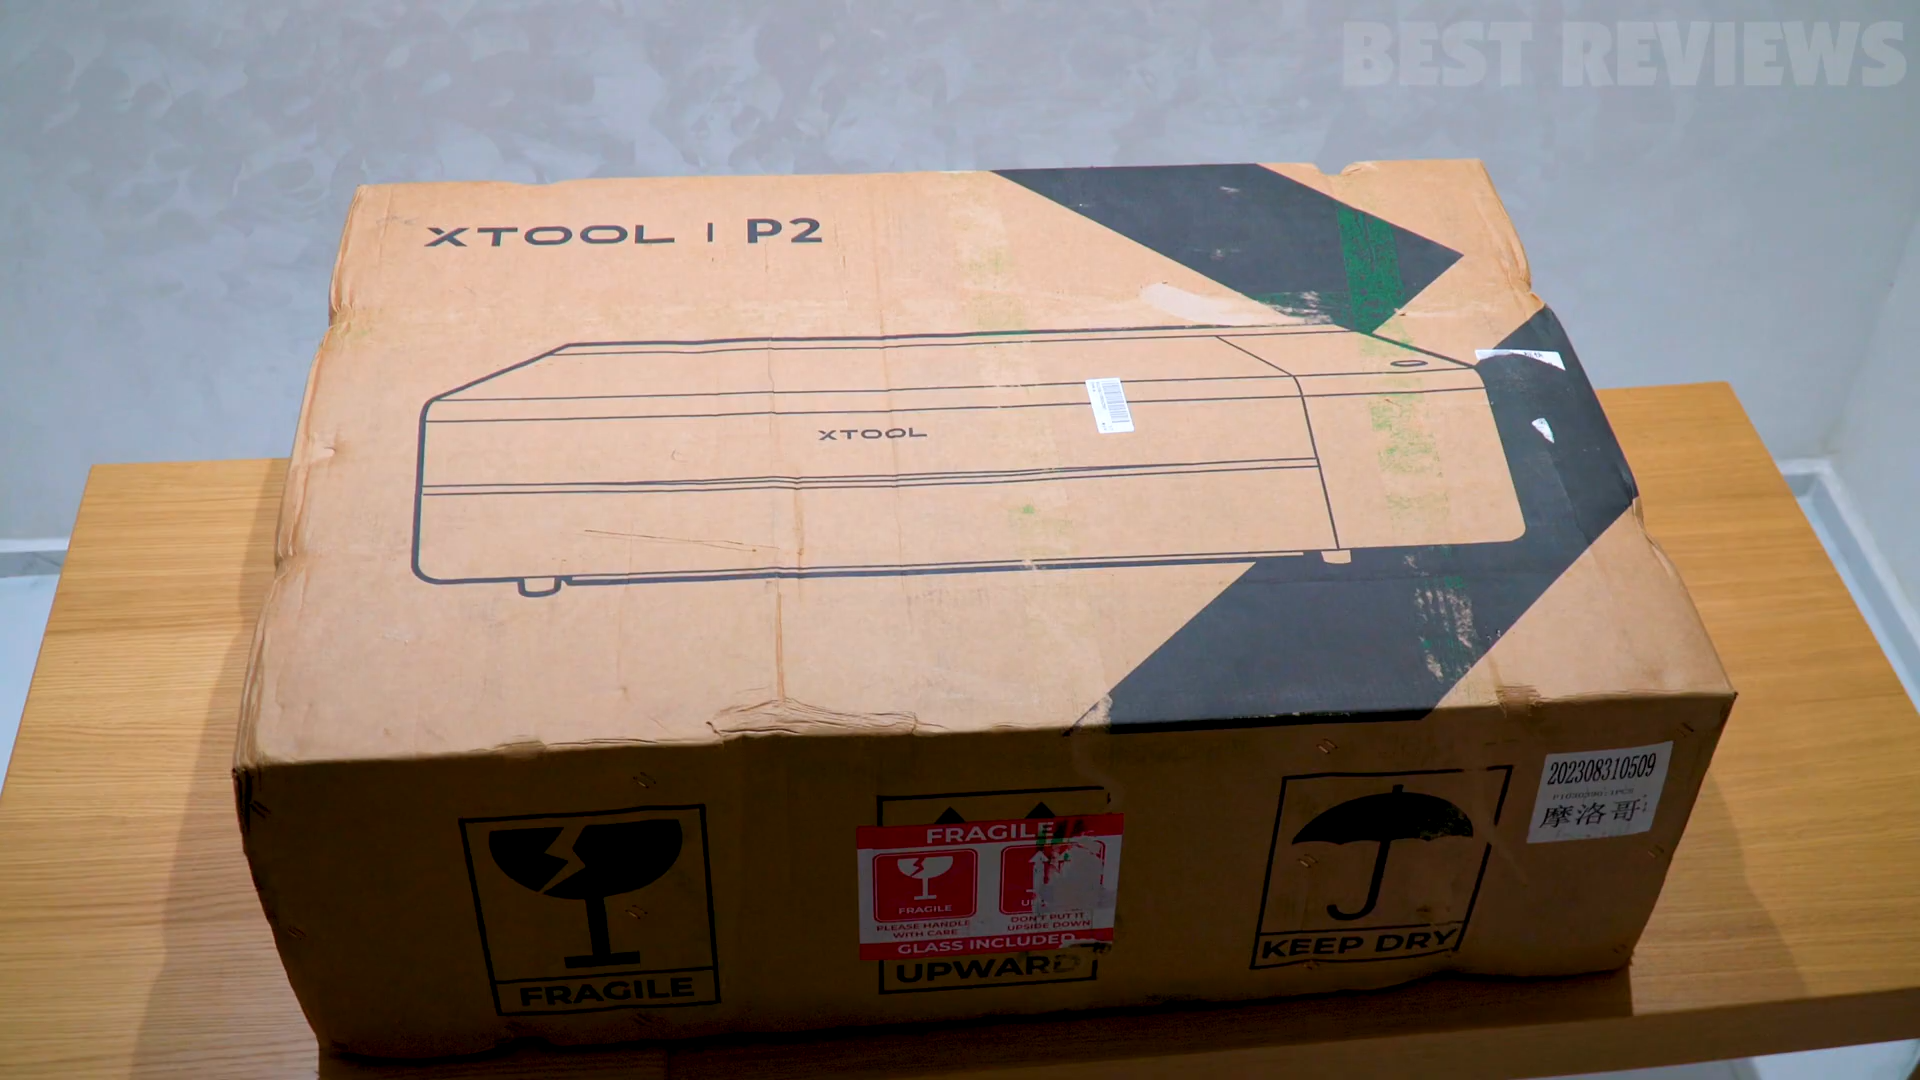 BEST REVIEWS
XTOOL | P2
XTOOL
202308310509
摩洛哥
FRAGILE
FRAGILE
PLEASE HANDLE
WITH CARE
DON'T PUT IT
UPSIDE DOWN
GLASS INCLUDED
UPWARD
FRAGILE
KEEP DRY